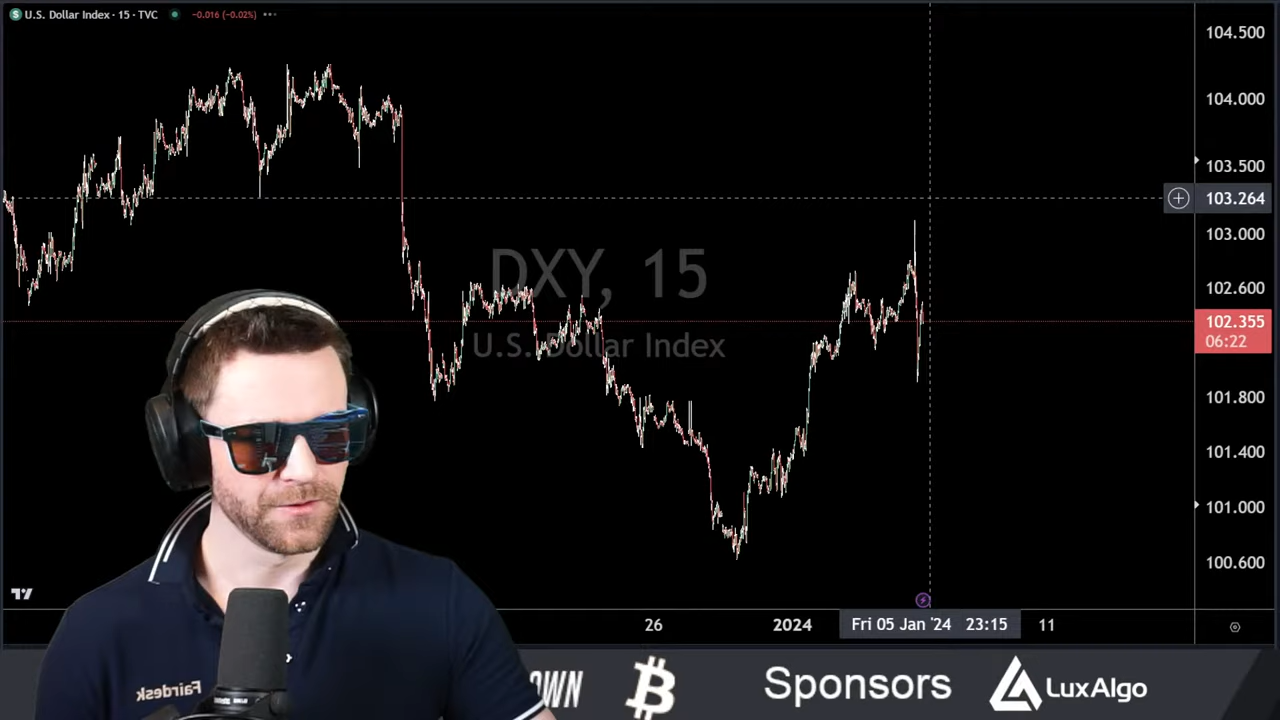 S U.S. Dollar Index · 15 · TVC −0.016 (−0.02%)
104.500
104.000
103.500
103.264
103.000
102.600
102.355
06:22
101.800
101.400
101.000
100.600
DXY, 15
U.S. Dollar Index
26
2024
Fri 05 Jan '24 23:15
11
Fairdesk
OWN
Sponsors
LuxAlgo